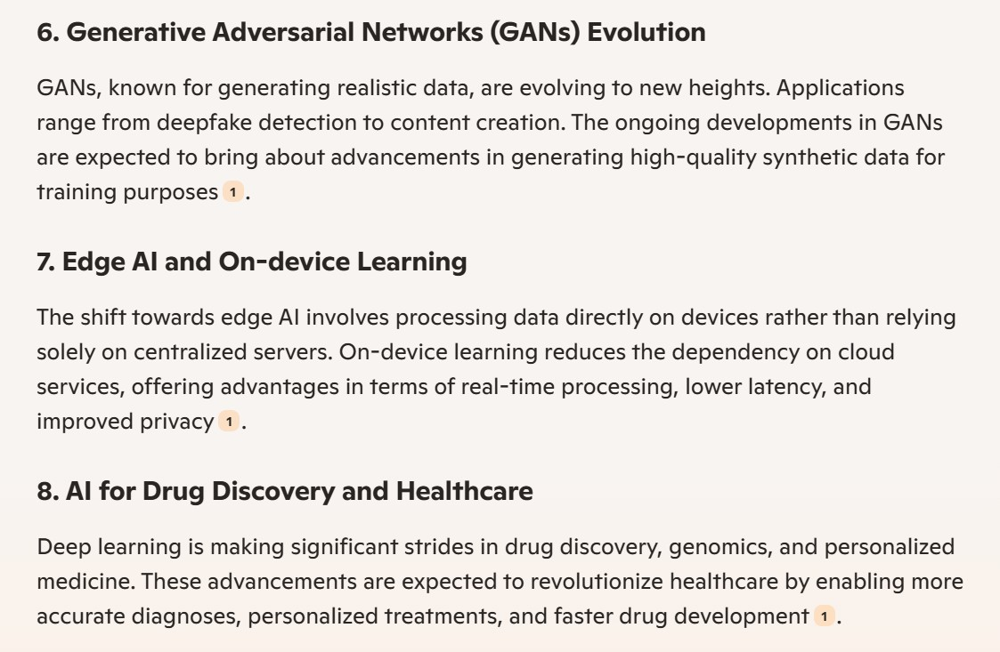 6. Generative Adversarial Networks (GANs) Evolution
GANs, known for generating realistic data, are evolving to new heights. Applications
range from deepfake detection to content creation. The ongoing developments in GANs
are expected to bring about advancements in generating high-quality synthetic data for
training purposes 1.
7. Edge AI and On-device Learning
The shift towards edge AI involves processing data directly on devices rather than relying
solely on centralized servers. On-device learning reduces the dependency on cloud
services, offering advantages in terms of real-time processing, lower latency, and
improved privacy 1.
8. AI for Drug Discovery and Healthcare
Deep learning is making significant strides in drug discovery, genomics, and personalized
medicine. These advancements are expected to revolutionize healthcare by enabling more
accurate diagnoses, personalized treatments, and faster drug development 1.